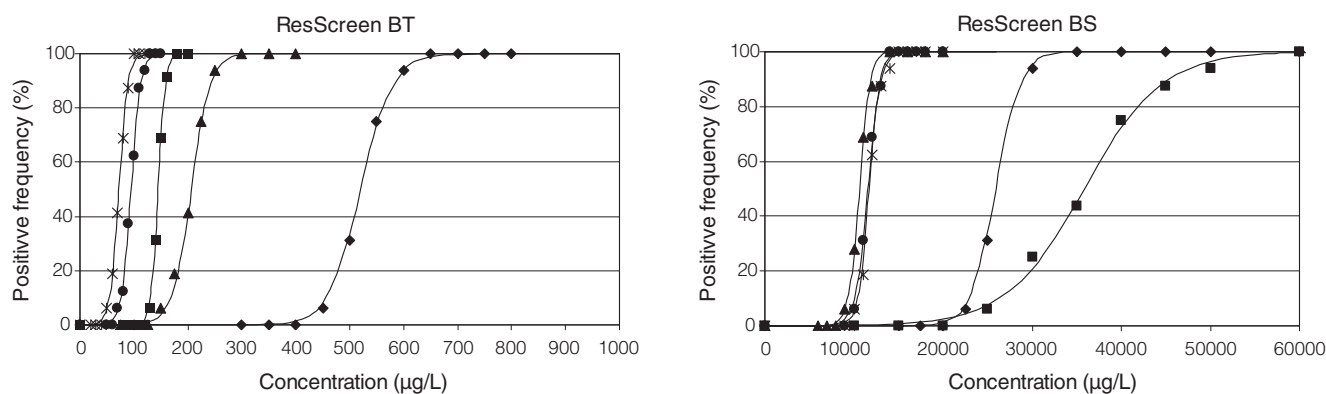 ResScreen BT
Positivve frequency (%)
100
80
60
40
20
0
0 100 200 300 400 500 600 700 800 900 1000
Concentration (µg/L)
ResScreen BS
Positivve frequency (%)
100
80
60
40
20
0
0 10000 20000 30000 40000 50000 60000
Concentration (µg/L)